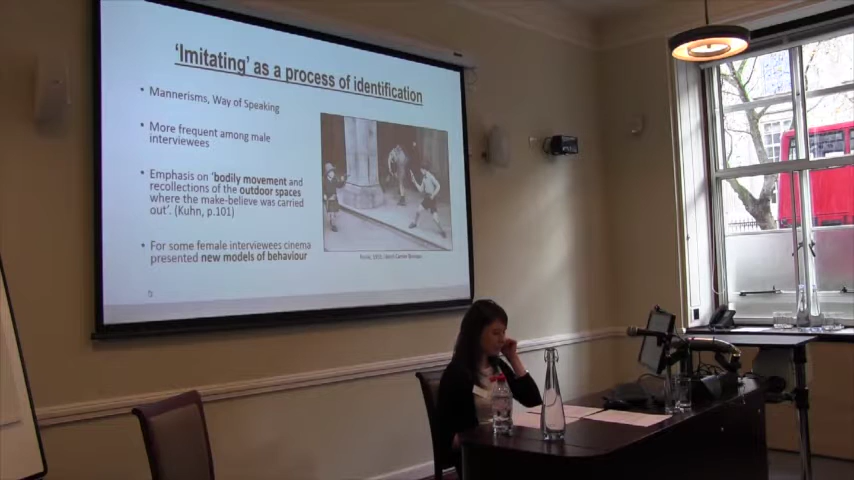 'Imitating' as a process of identification
• Mannerisms, Way of Speaking
• More frequent among male
interviewees
• Emphasis on 'bodily movement and
recollections of the outdoor spaces
where the make-believe was carried
out'. (Kuhn, p.101)
• For some female interviewees cinema
presented new models of behaviour